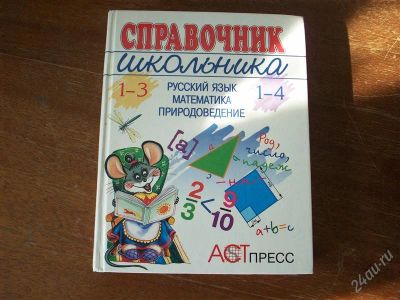 СПРАВОЧНИК
школьника
1-3
РУССКИЙ ЯЗЫК
МАТЕМАТИКА
ПРИРОДОВЕДЕНИЕ
1-4
[a]
Род,
число,
падеж
a
-на-
2/3 < 9/10
a+b=c
АСТ ПРЕСС
24au.ru